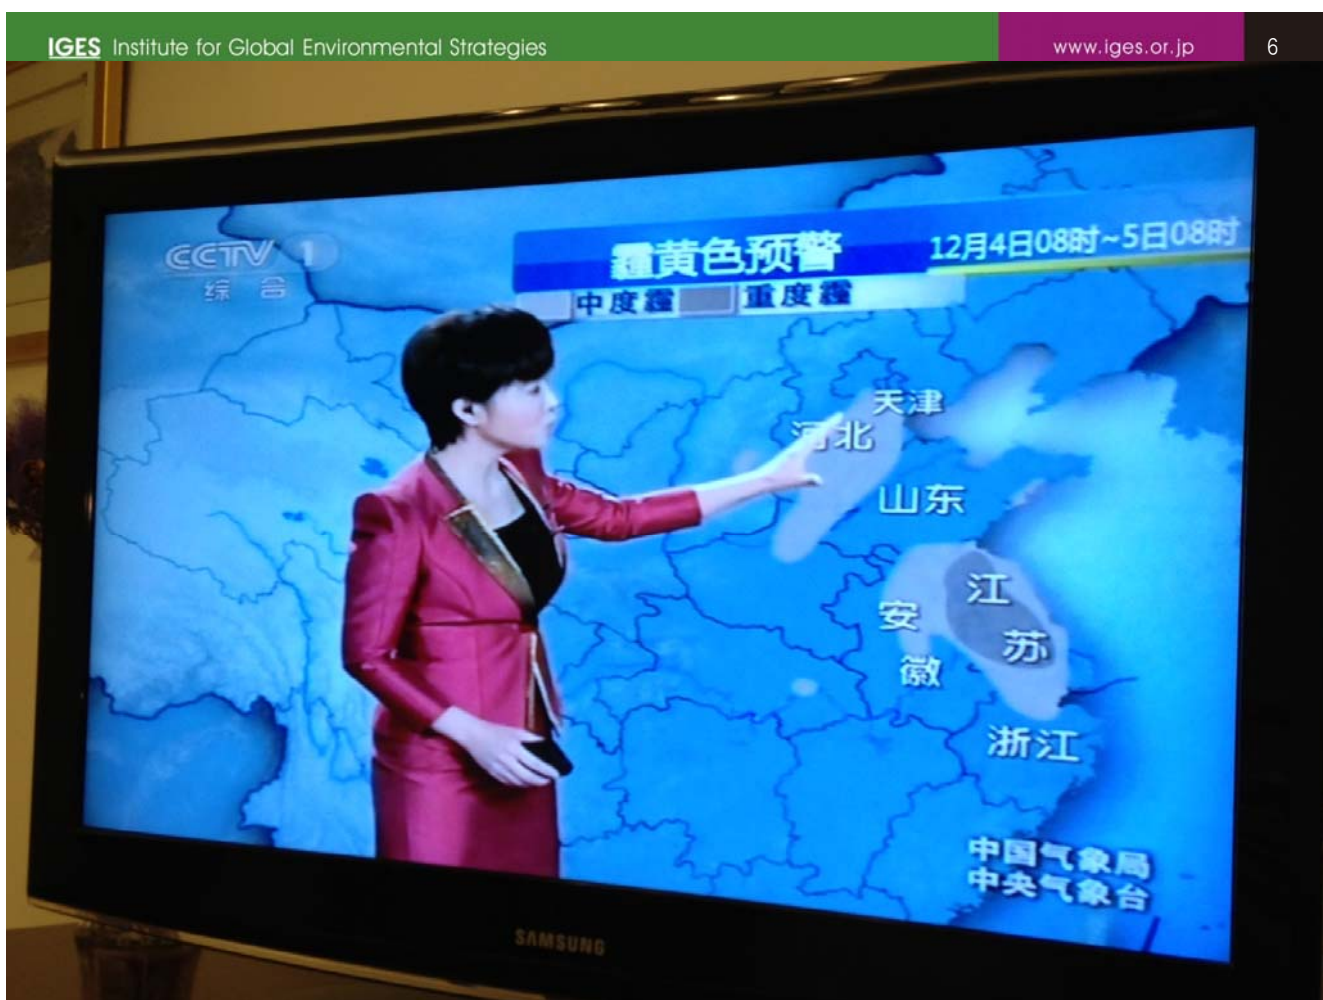 IGES Institute for Global Environmental Strategies
www.iges.or.jp
6
CCTV 1
综合
霾黄色预警
12月4日08时~5日08时
中度霾 重度霾
天津
河北
山东
江苏
安徽
浙江
中国气象局
中央气象台
SAMSUNG